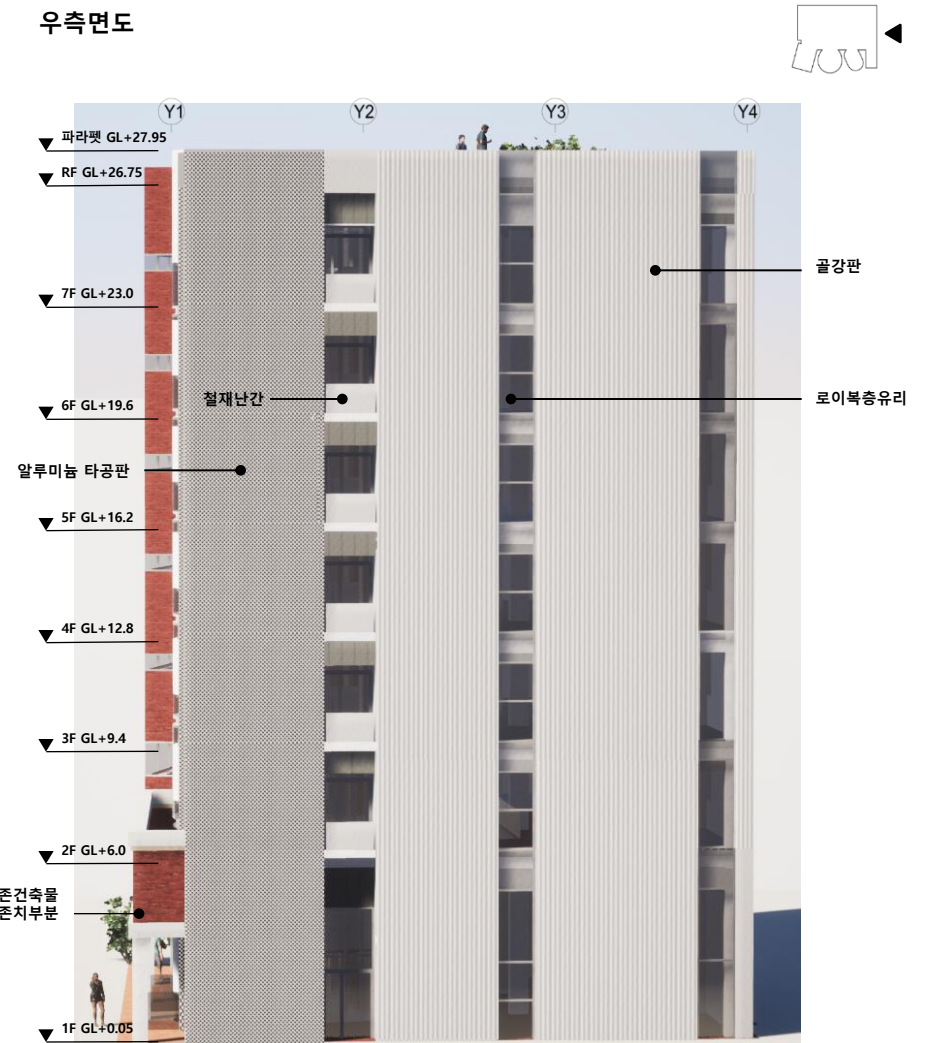 우측면도
Y1
Y2
Y3
Y4
파라펫 GL+27.95
RF GL+26.75
골강판
7F GL+23.0
철재난간
로이복층유리
6F GL+19.6
알루미늄 타공판
5F GL+16.2
4F GL+12.8
3F GL+9.4
2F GL+6.0
존건축물
존치부분
1F GL+0.05